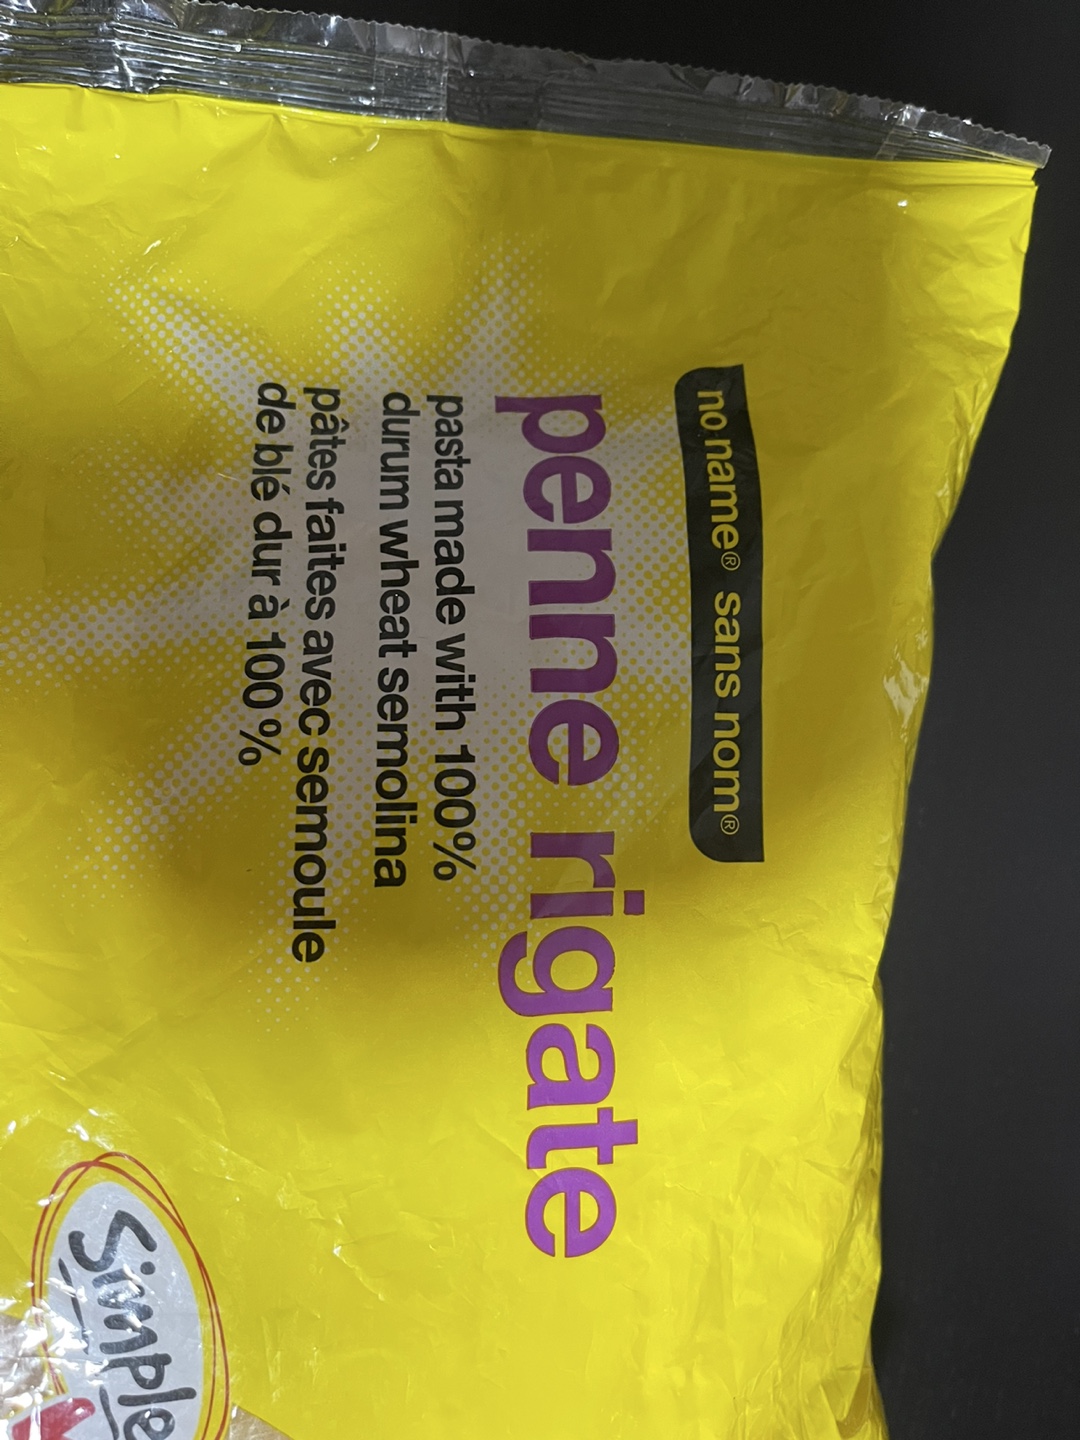 no name® sans nom®
penne rigate
pasta made with 100%
durum wheat semolina
pâtes faites avec semoule
de blé dur à 100 %
Simple